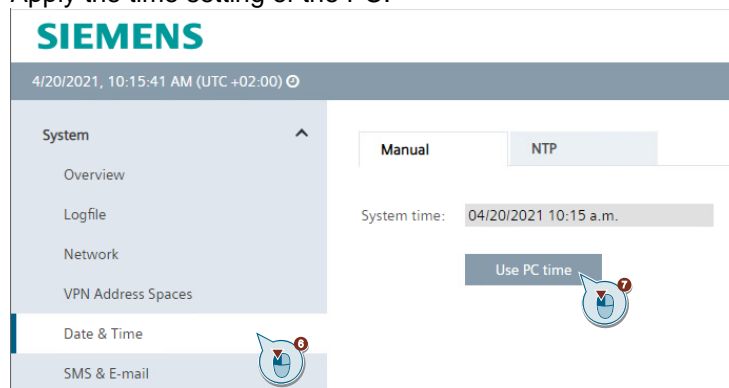 Apply the time setting of the PC.
SIEMENS
4/20/2021, 10:15:41 AM (UTC +02:00)
System
Overview
Logfile
Network
VPN Address Spaces
Date & Time
6
SMS & E-mail
Manual
NTP
System time: 04/20/2021 10:15 a.m.
Use PC time
7